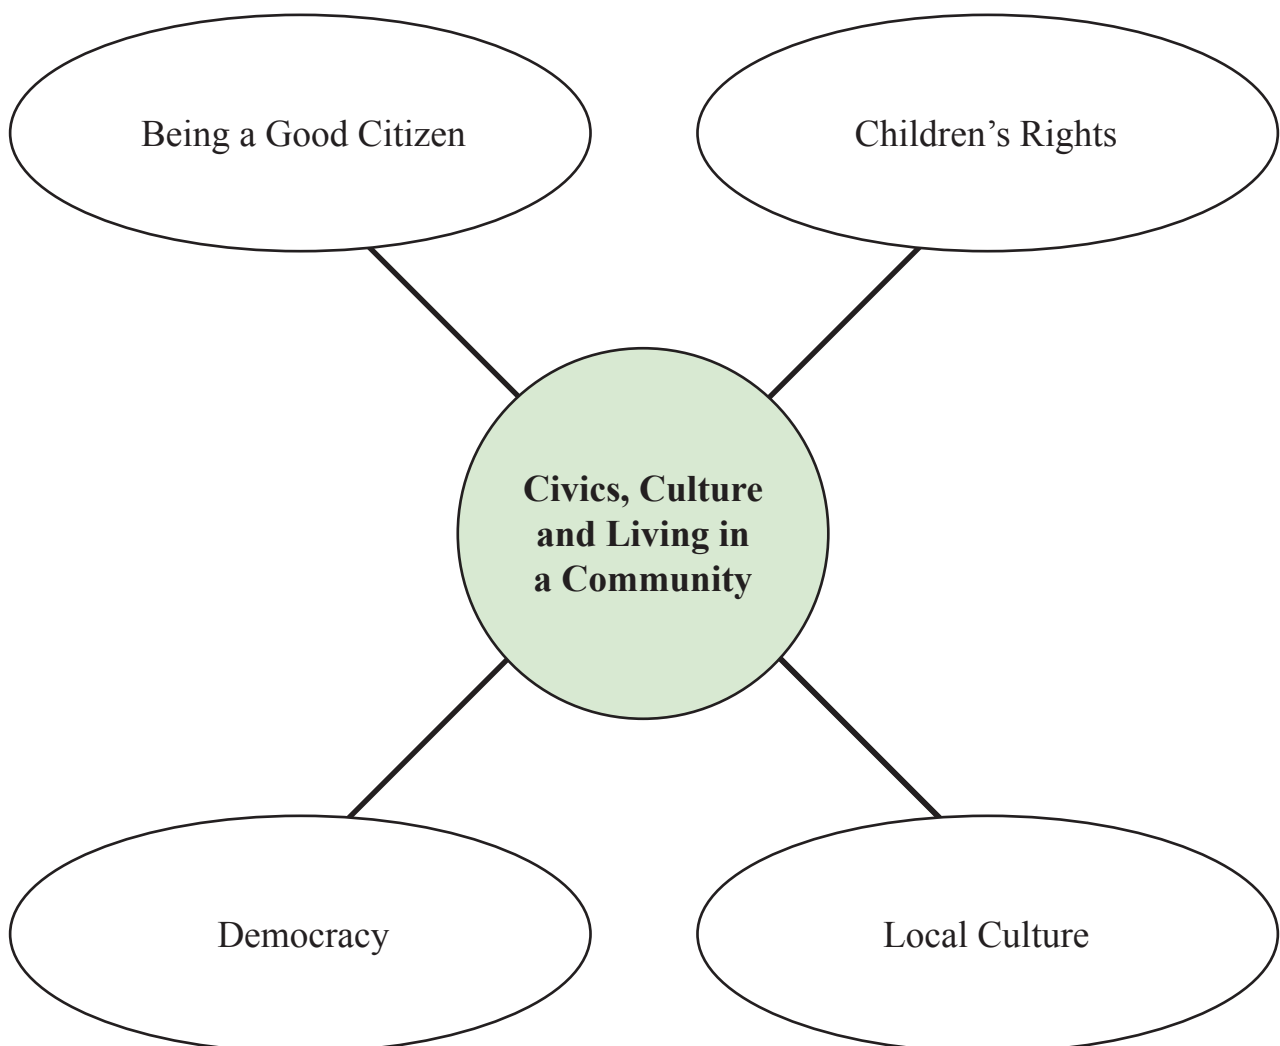 Being a Good Citizen
Children’s Rights
Civics, Culture
and Living in
a Community
Democracy
Local Culture